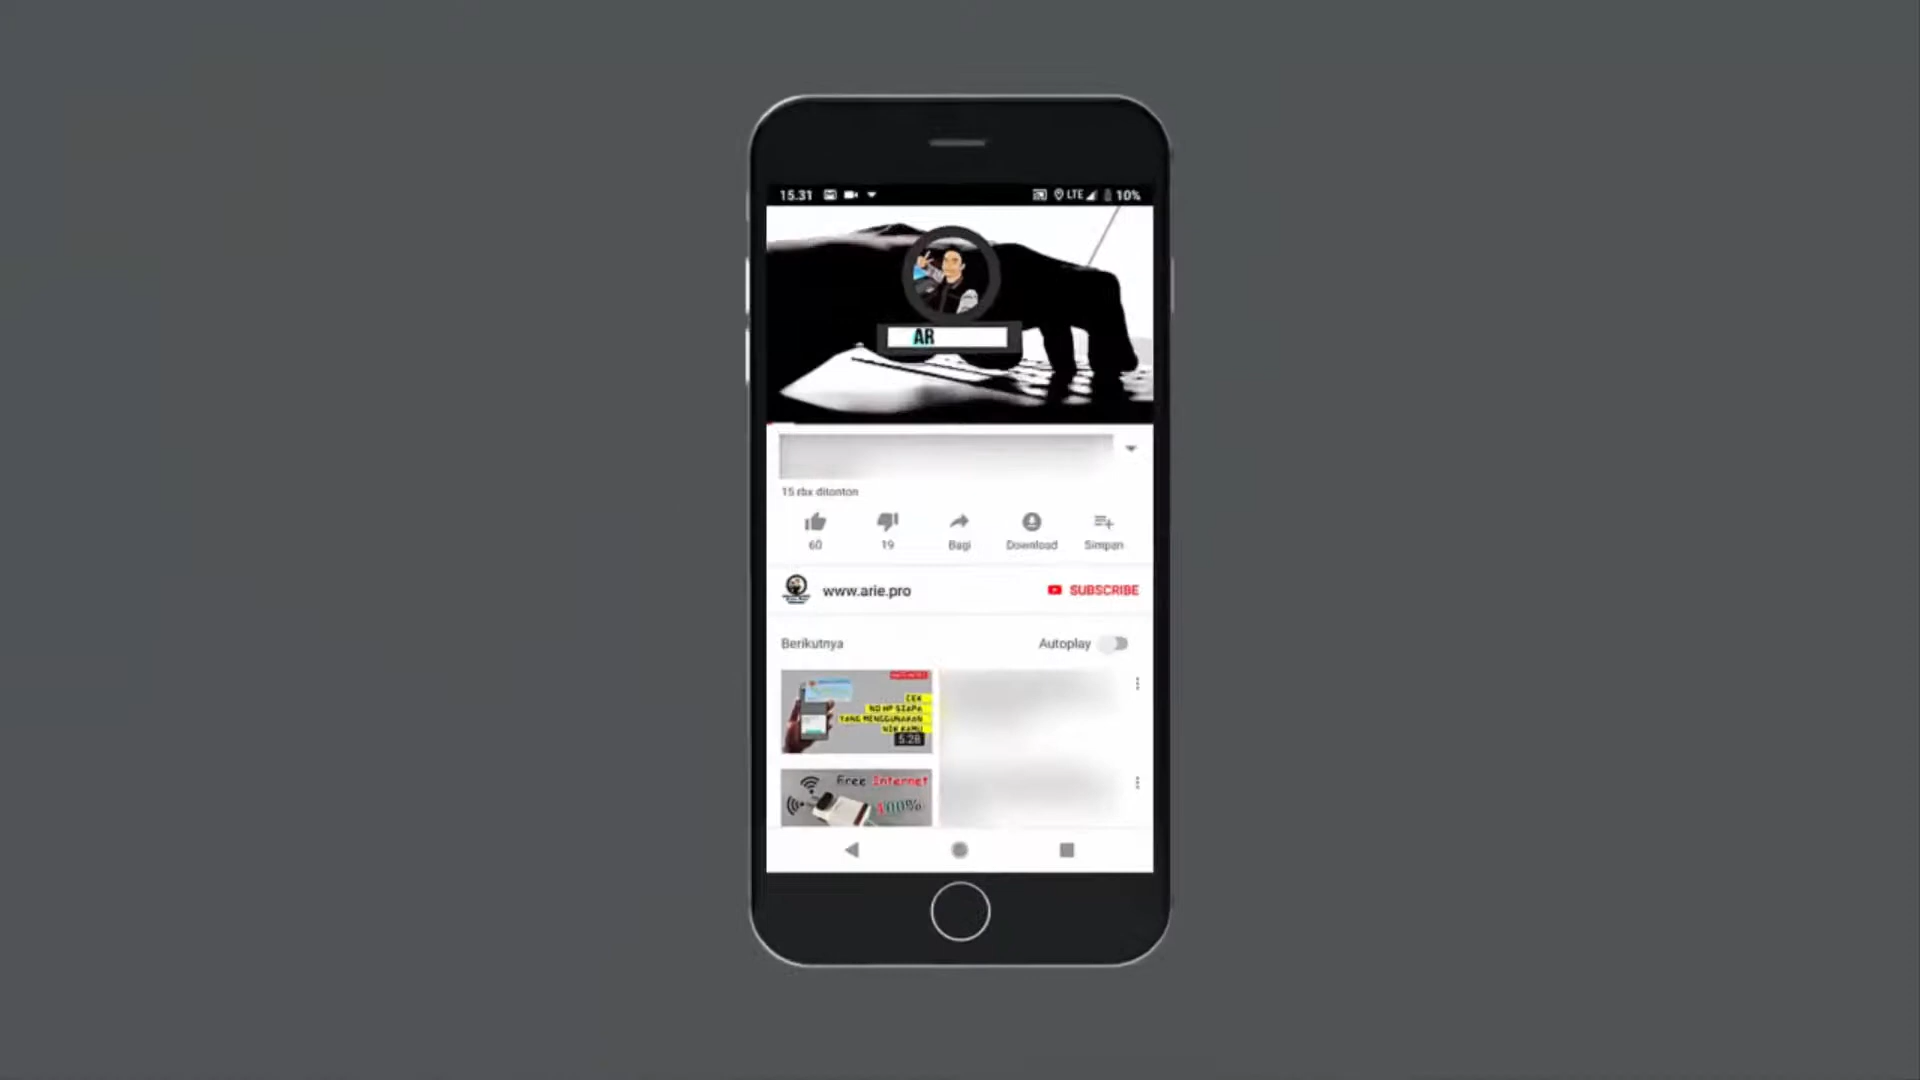 15.31
LTE
10%
AR
15 rbx ditonton
60
19
Bagi
Download
Simpan
www.arie.pro
SUBSCRIBE
Berikutnya
Autoplay
CEK
NO HP SIAPA
YANG MENGGUNAKAN
NIK KAMU
5:28
Free Internet
100%